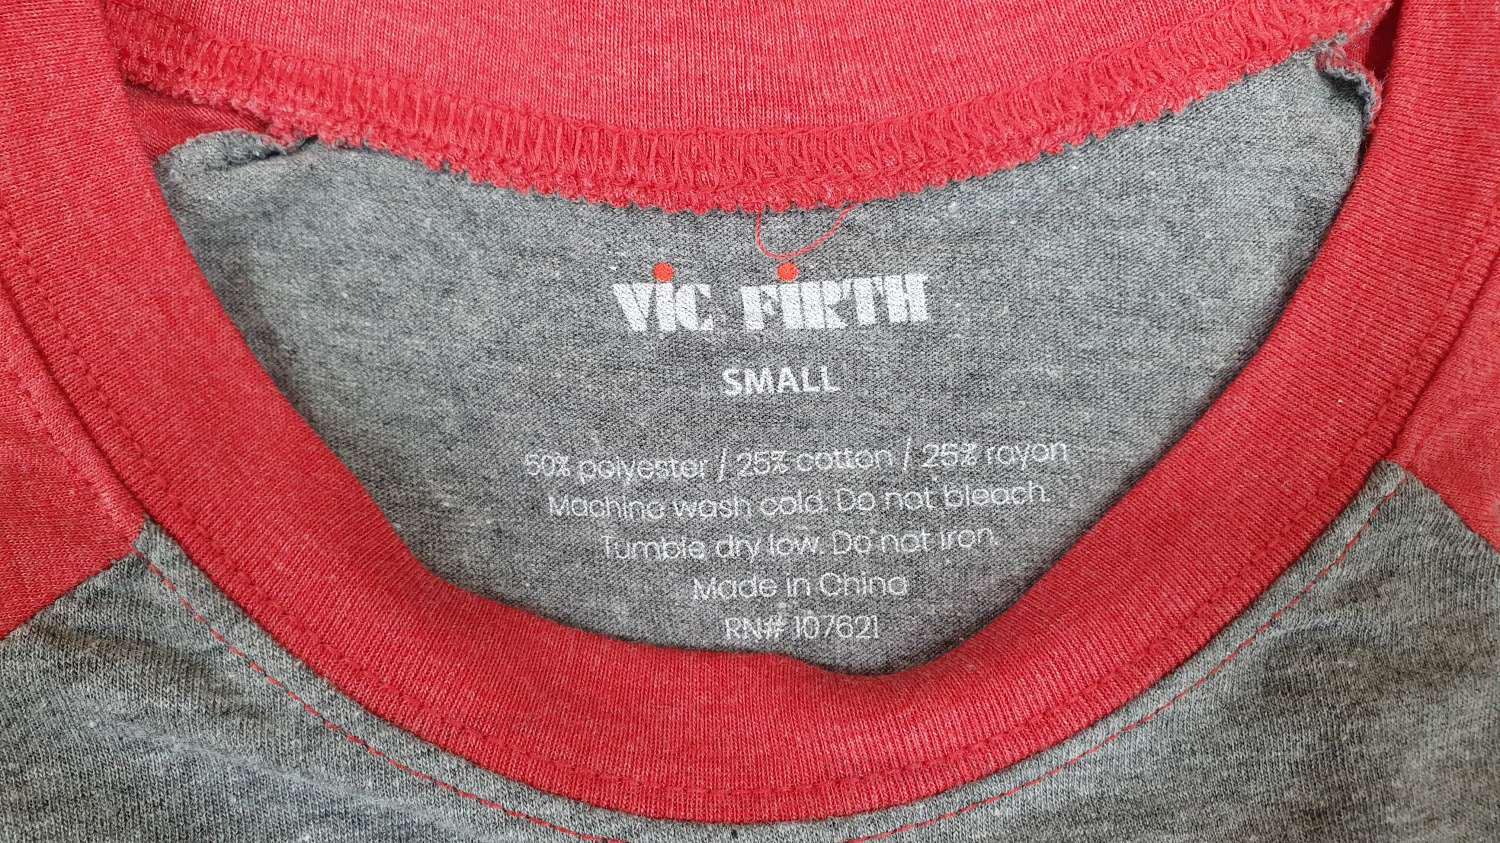 ViC FiRTH
SMALL
50% polyester / 25% cotton / 25% rayon
Machine wash cold. Do not bleach.
Tumble dry low. Do not iron.
Made in China
RN# 107621